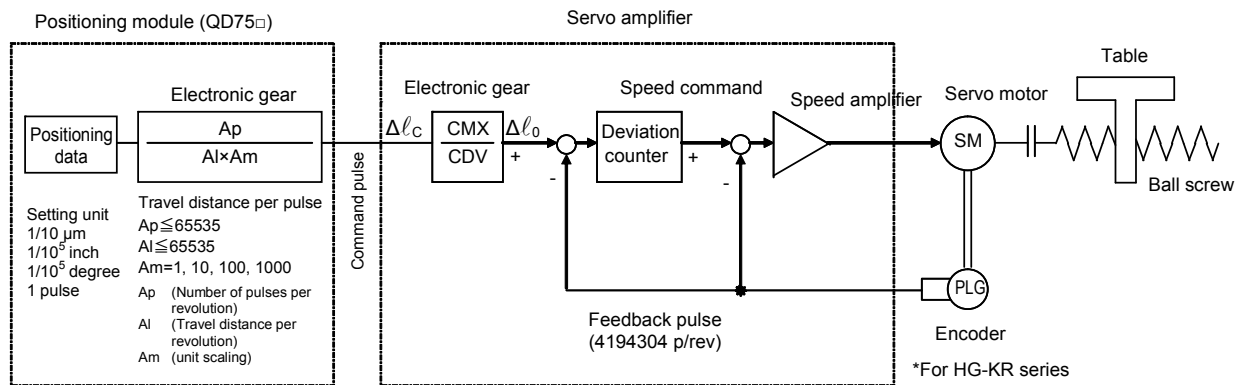 Positioning module (QD75□)
Servo amplifier
Table
Electronic gear
Electronic gear
Speed command
Speed amplifier
Servo motor
Positioning
data
Ap
Al×Am
Δℓc
CMX
CDV
Δℓ0
+
-
Deviation
counter
+
-
SM
Ball screw
Command pulse
Setting unit
1/10 µm
1/10⁵ inch
1/10⁵ degree
1 pulse
Travel distance per pulse
Ap≦65535
Al≦65535
Am=1, 10, 100, 1000
Ap (Number of pulses per
revolution)
Al (Travel distance per
revolution)
Am (unit scaling)
Feedback pulse
(4194304 p/rev)
PLG
Encoder
*For HG-KR series